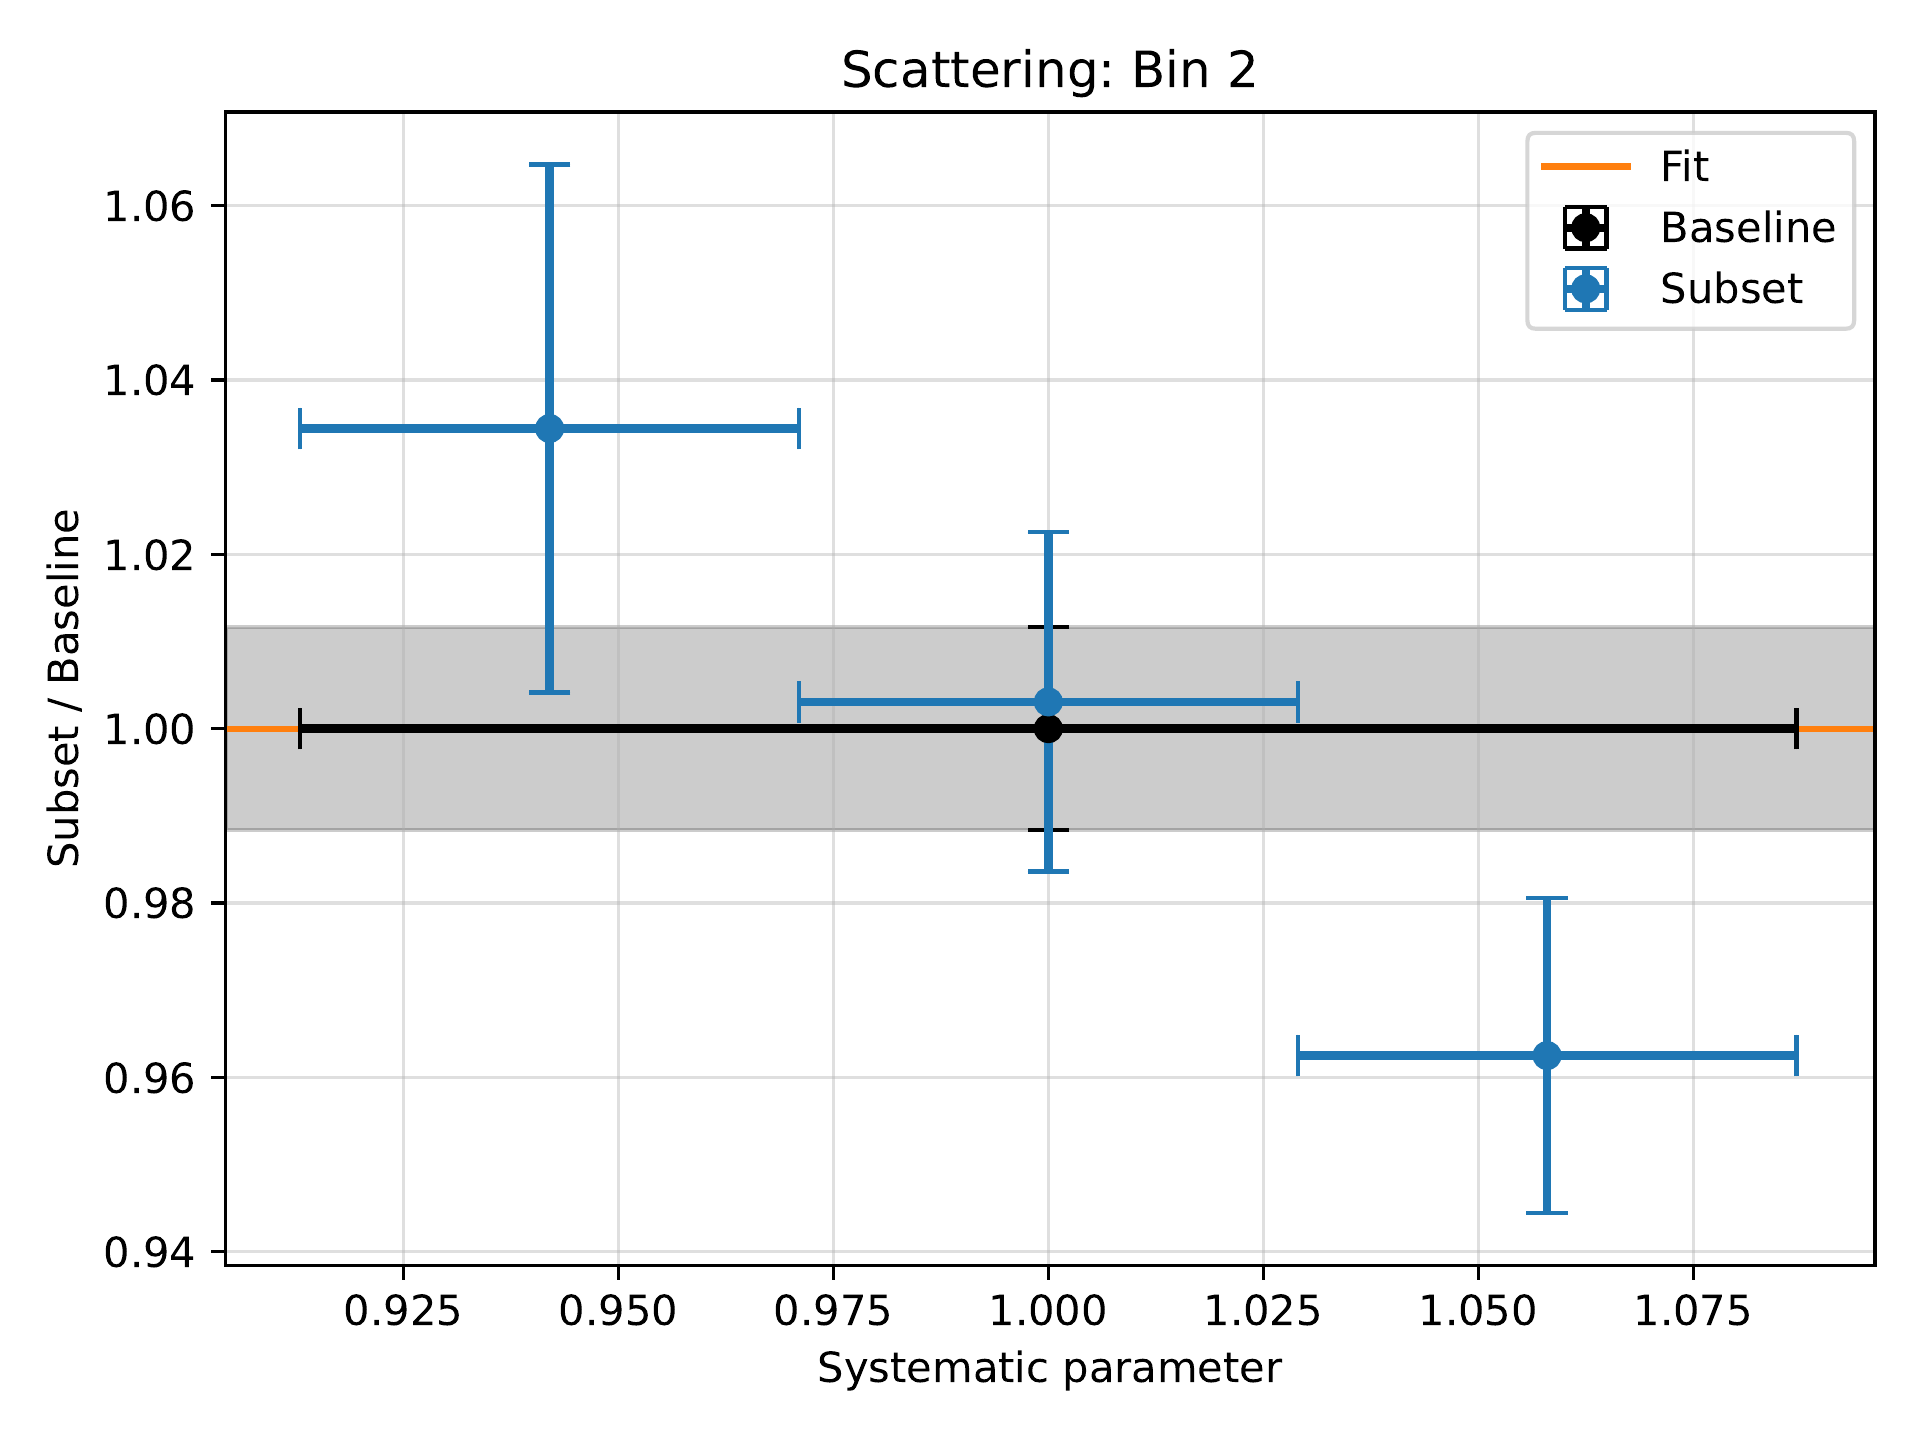 Scattering: Bin 2
Fit
Baseline
Subset
Subset / Baseline
1.06
1.04
1.02
1.00
0.98
0.96
0.94
0.925 0.950 0.975 1.000 1.025 1.050 1.075
Systematic parameter